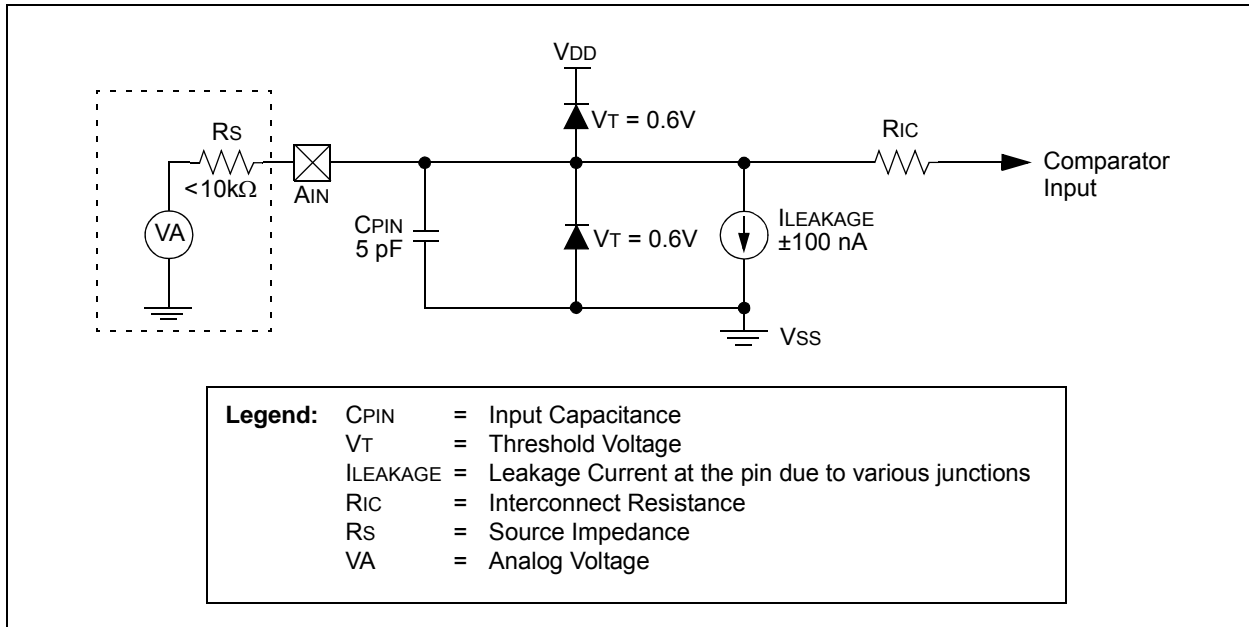 VDD
VT = 0.6V
RS
<10kΩ
AIN
VA
CPIN
5 pF
VT = 0.6V
ILEAKAGE
±100 nA
RIC
Comparator
Input
VSS
Legend: CPIN = Input Capacitance
VT = Threshold Voltage
ILEAKAGE = Leakage Current at the pin due to various junctions
RIC = Interconnect Resistance
RS = Source Impedance
VA = Analog Voltage